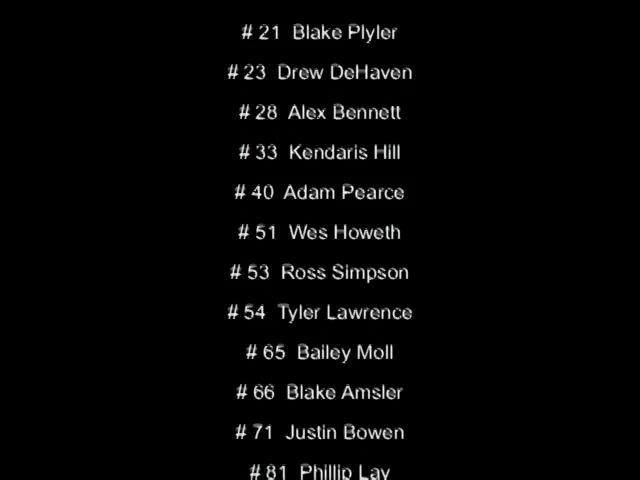 # 21 Blake Plyler
# 23 Drew DeHaven
# 28 Alex Bennett
# 33 Kendaris Hill
# 40 Adam Pearce
# 51 Wes Howeth
# 53 Ross Simpson
# 54 Tyler Lawrence
# 65 Bailey Moll
# 66 Blake Amsler
# 71 Justin Bowen
# 81 Phillip Lay